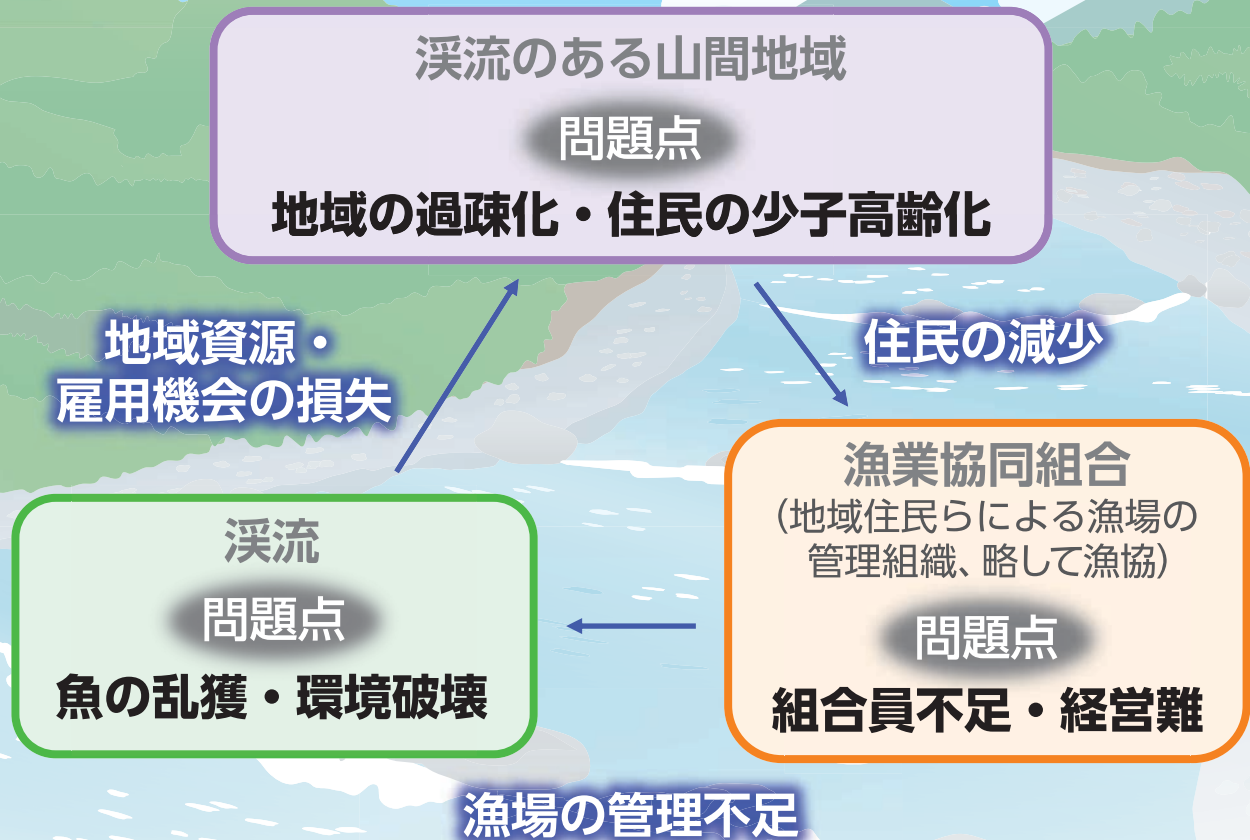 渓流のある山間地域
問題点
地域の過疎化・住民の少子高齢化
地域資源・
雇用機会の損失
住民の減少
漁業協同組合
（地域住民らによる漁場の
管理組織、略して漁協）
問題点
組合員不足・経営難
渓流
問題点
魚の乱獲・環境破壊
漁場の管理不足